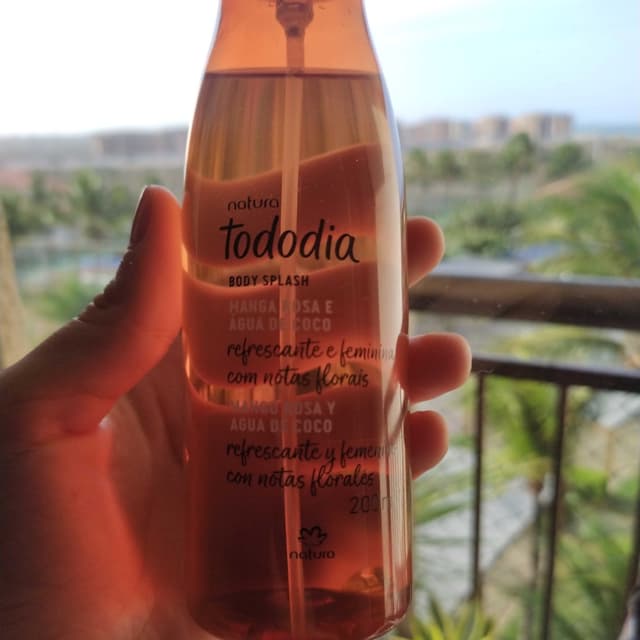 natura
tododia
BODY SPLASH
MANGA ROSA E
ÁGUA DE COCO
refrescante e feminina
com notas florais
MANGO ROSA Y
AGUA DE COCO
refrescante y femenina
con notas florales
200
natura